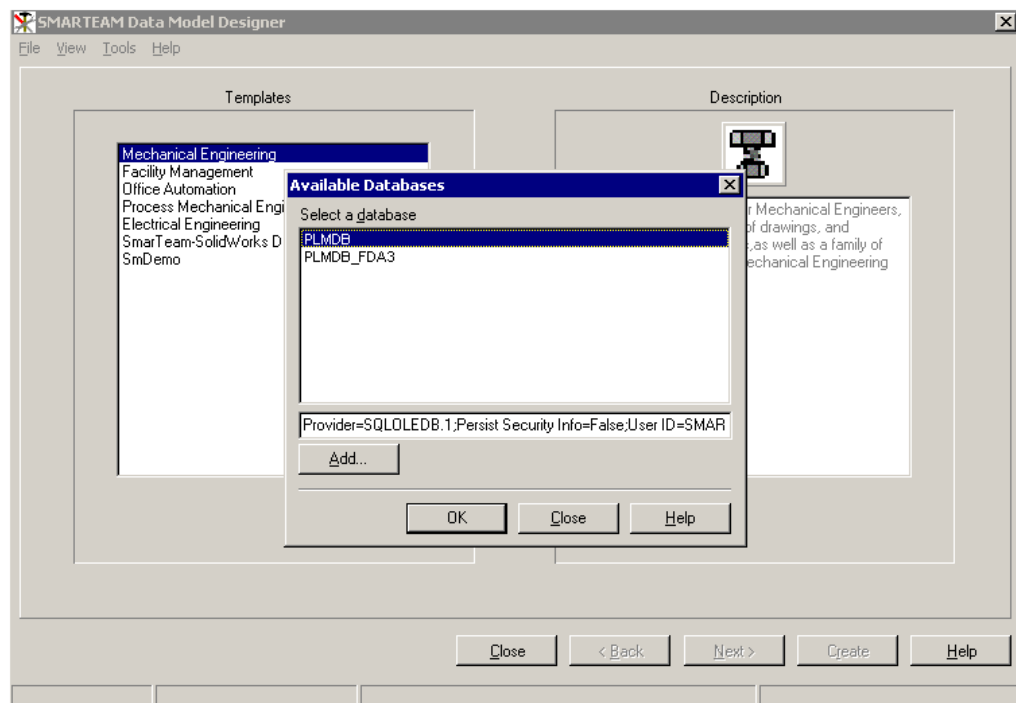 SMARTEAM Data Model Designer
File View Tools Help
Templates
Description
Mechanical Engineering
Facility Management
Office Automation
Process Mechanical Engi
Electrical Engineering
SmarTeam-SolidWorks D
SmDemo
r Mechanical Engineers,
of drawings, and
,as well as a family of
echanical Engineering
Available Databases
Select a database
PLMDB
PLMDB_FDA3
Provider=SQLOLEDB.1;Persist Security Info=False;User ID=SMAR
Add...
OK Close Help
Close < Back Next > Create Help